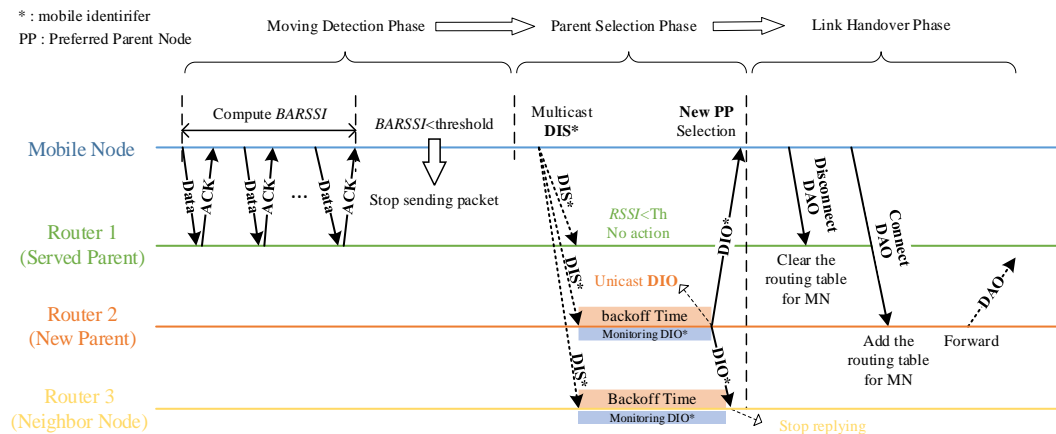 * : mobile identirifer
PP : Preferred Parent Node
Moving Detection Phase
Parent Selection Phase
Link Handover Phase
Compute BARSSI
BARSSI<threshold
Stop sending packet
Multicast
DIS*
New PP
Selection
Mobile Node
Data
ACK
Data
ACK
...
Data
ACK
DIS*
DIS*
DIS*
RSSI<Th
No action
DIO*
Disconnect
DAO
Connect
DAO
Router 1
(Served Parent)
Clear the
routing table
for MN
DAO
Unicast DIO
Router 2
(New Parent)
backoff Time
Monitoring DIO*
DIO*
Add the
routing table
for MN
Forward
Router 3
(Neighbor Node)
Backoff Time
Monitoring DIO*
Stop replying